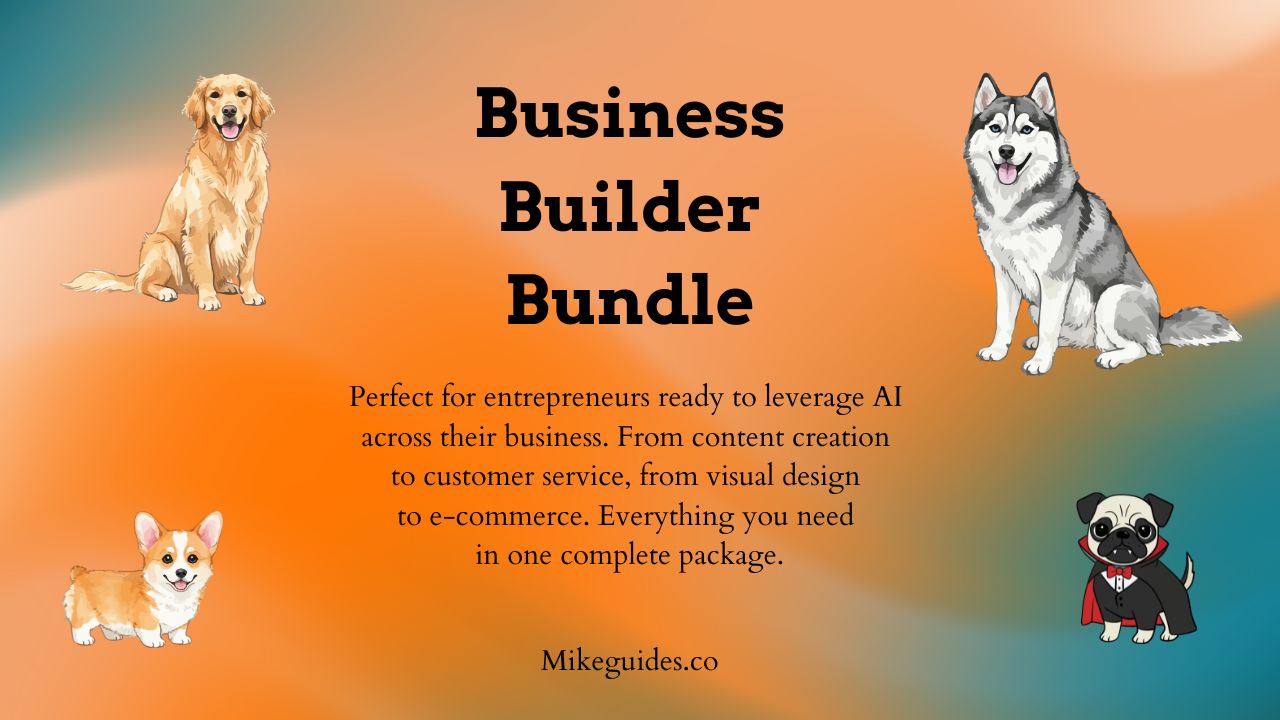 Business
Builder
Bundle
Perfect for entrepreneurs ready to leverage AI
across their business. From content creation
to customer service, from visual design
to e-commerce. Everything you need
in one complete package.
Mikeguides.co